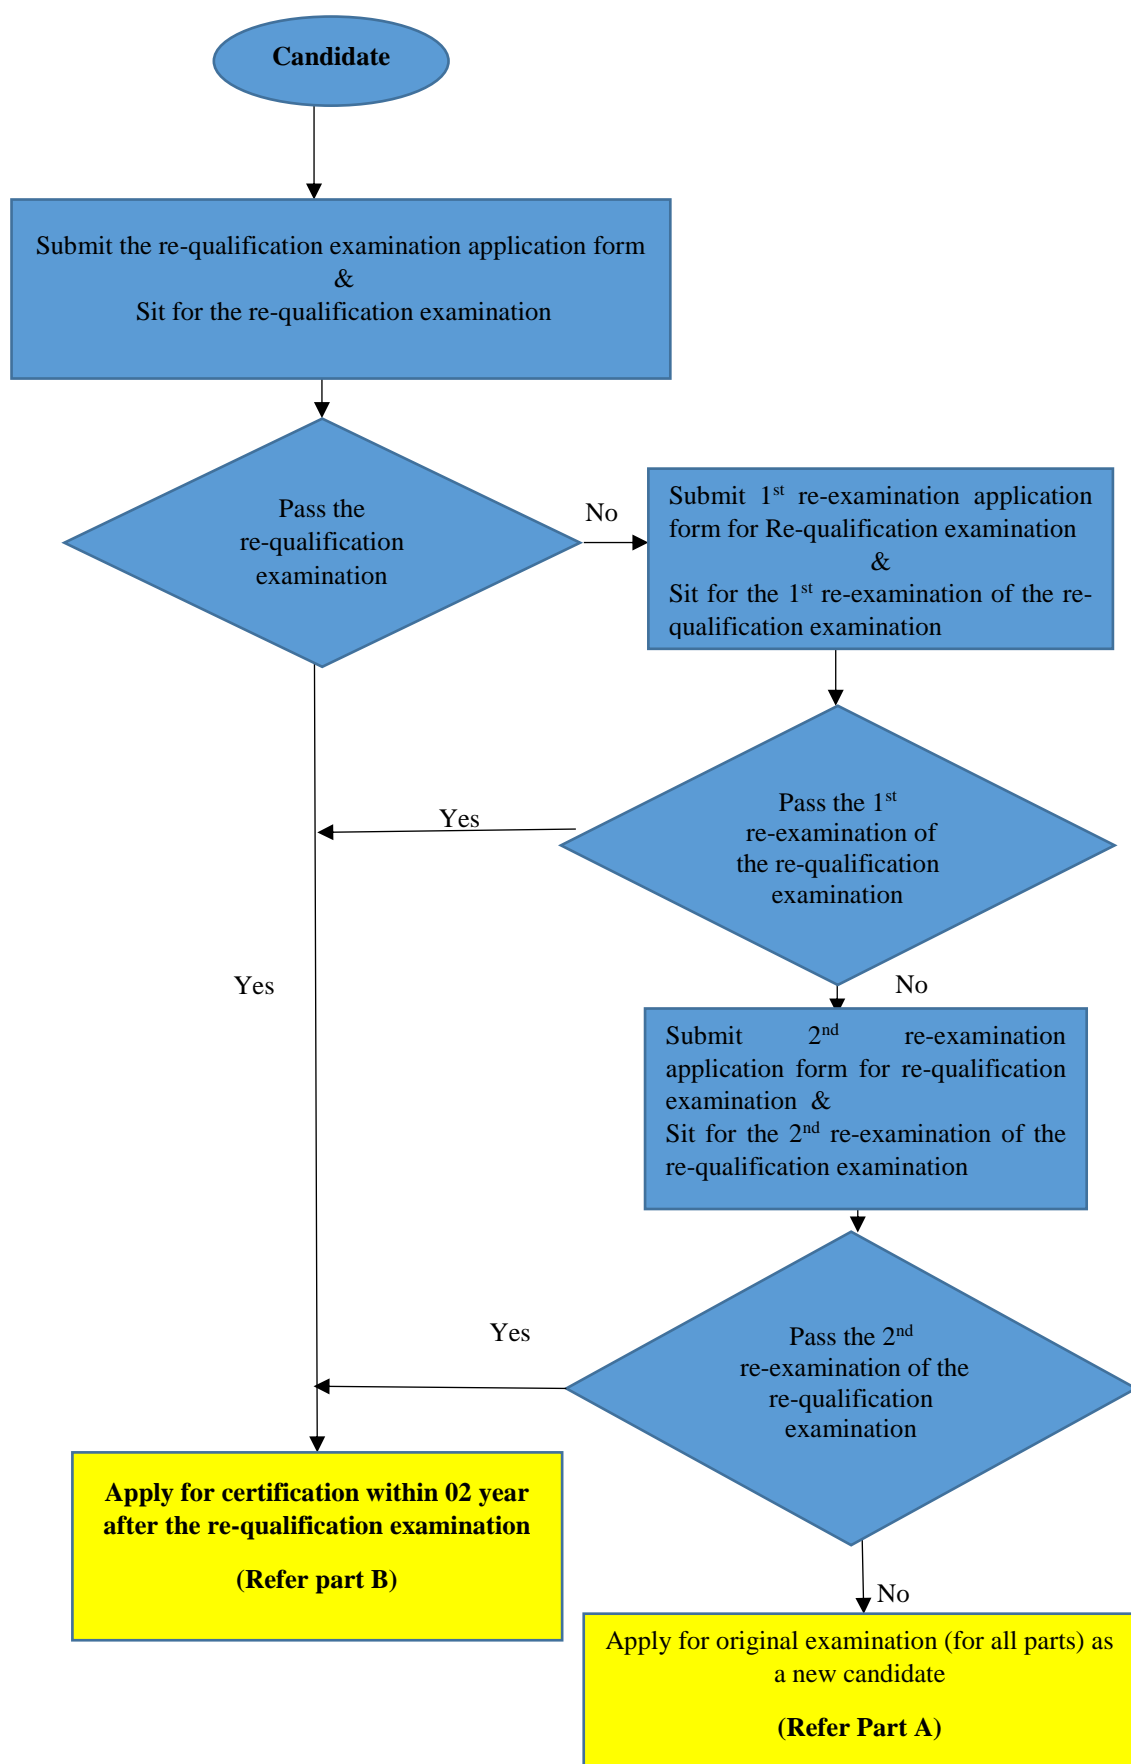 Candidate
Submit the re-qualification examination application form
&
Sit for the re-qualification examination
Pass the
re-qualification
examination
No
Submit 1st re-examination application
form for Re-qualification examination
&
Sit for the 1st re-examination of the re-
qualification examination
Pass the 1st
re-examination of
the re-qualification
examination
Yes
Yes
No
Submit 2nd re-examination
application form for re-qualification
examination &
Sit for the 2nd re-examination of the
re-qualification examination
Pass the 2nd
re-examination of the
re-qualification
examination
Yes
Apply for certification within 02 year
after the re-qualification examination
(Refer part B)
No
Apply for original examination (for all parts) as
a new candidate
(Refer Part A)